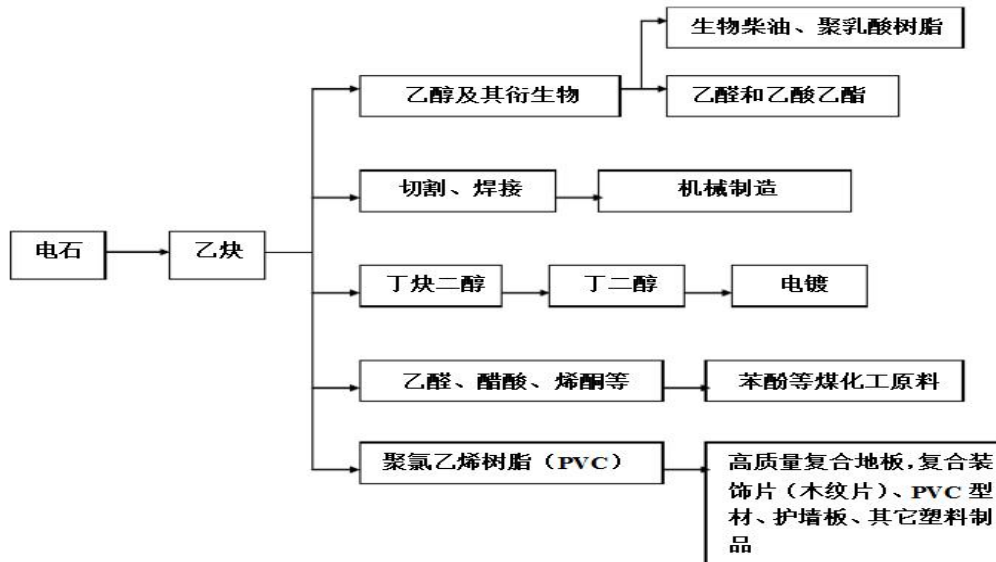 生物柴油、聚乳酸树脂
乙醇及其衍生物
乙醛和乙酸乙酯
切割、焊接
机械制造
电石
乙炔
丁炔二醇
丁二醇
电镀
乙醛、醋酸、烯酮等
苯酚等煤化工原料
聚氯乙烯树脂（PVC）
高质量复合地板,复合装
饰片（木纹片）、PVC 型
材、护墙板、其它塑料制
品